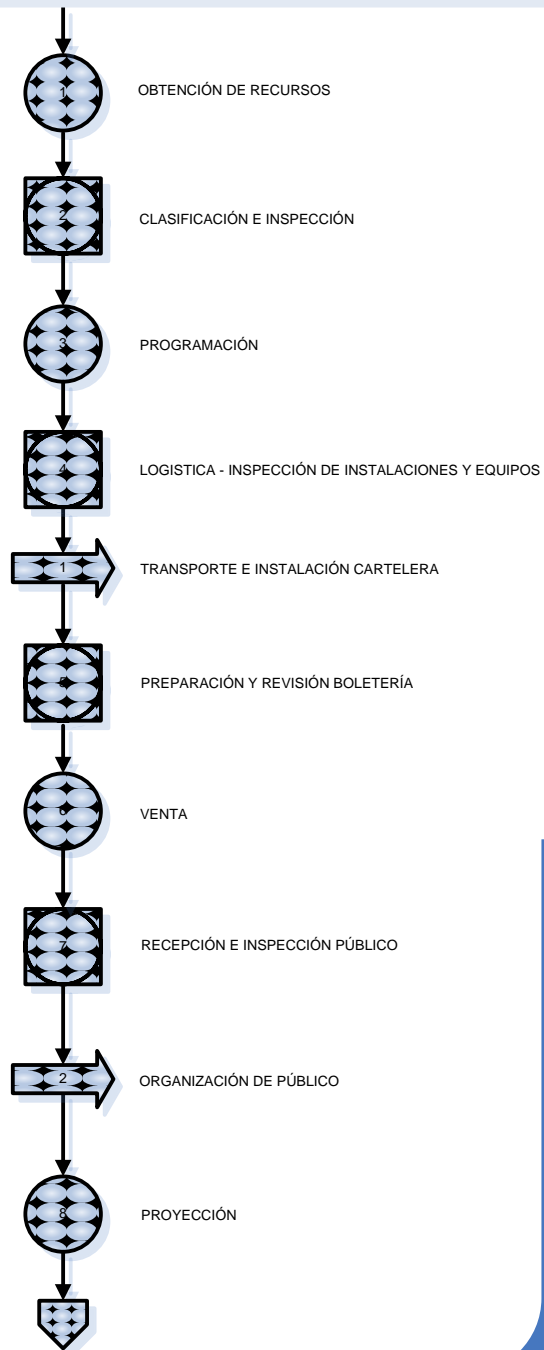 1 OBTENCIÓN DE RECURSOS
2 CLASIFICACIÓN E INSPECCIÓN
3 PROGRAMACIÓN
4 LOGISTICA - INSPECCIÓN DE INSTALACIONES Y EQUIPOS
1 TRANSPORTE E INSTALACIÓN CARTELERA
5 PREPARACIÓN Y REVISIÓN BOLETERÍA
6 VENTA
7 RECEPCIÓN E INSPECCIÓN PÚBLICO
2 ORGANIZACIÓN DE PÚBLICO
8 PROYECCIÓN